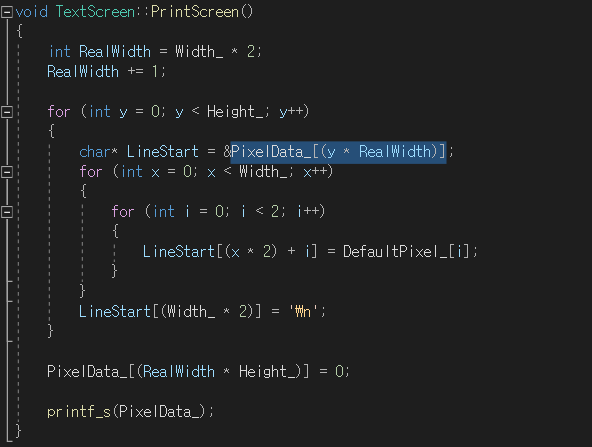 void TextScreen::PrintScreen()
{
int RealWidth = Width_ * 2;
RealWidth += 1;
for (int y = 0; y < Height_; y++)
{
char* LineStart = &PixelData_[(y * RealWidth)];
for (int x = 0; x < Width_; x++)
{
for (int i = 0; i < 2; i++)
{
LineStart[(x * 2) + i] = DefaultPixel_[i];
}
}
LineStart[(Width_ * 2)] = '₩n';
}
PixelData_[(RealWidth * Height_)] = 0;
printf_s(PixelData_);
}